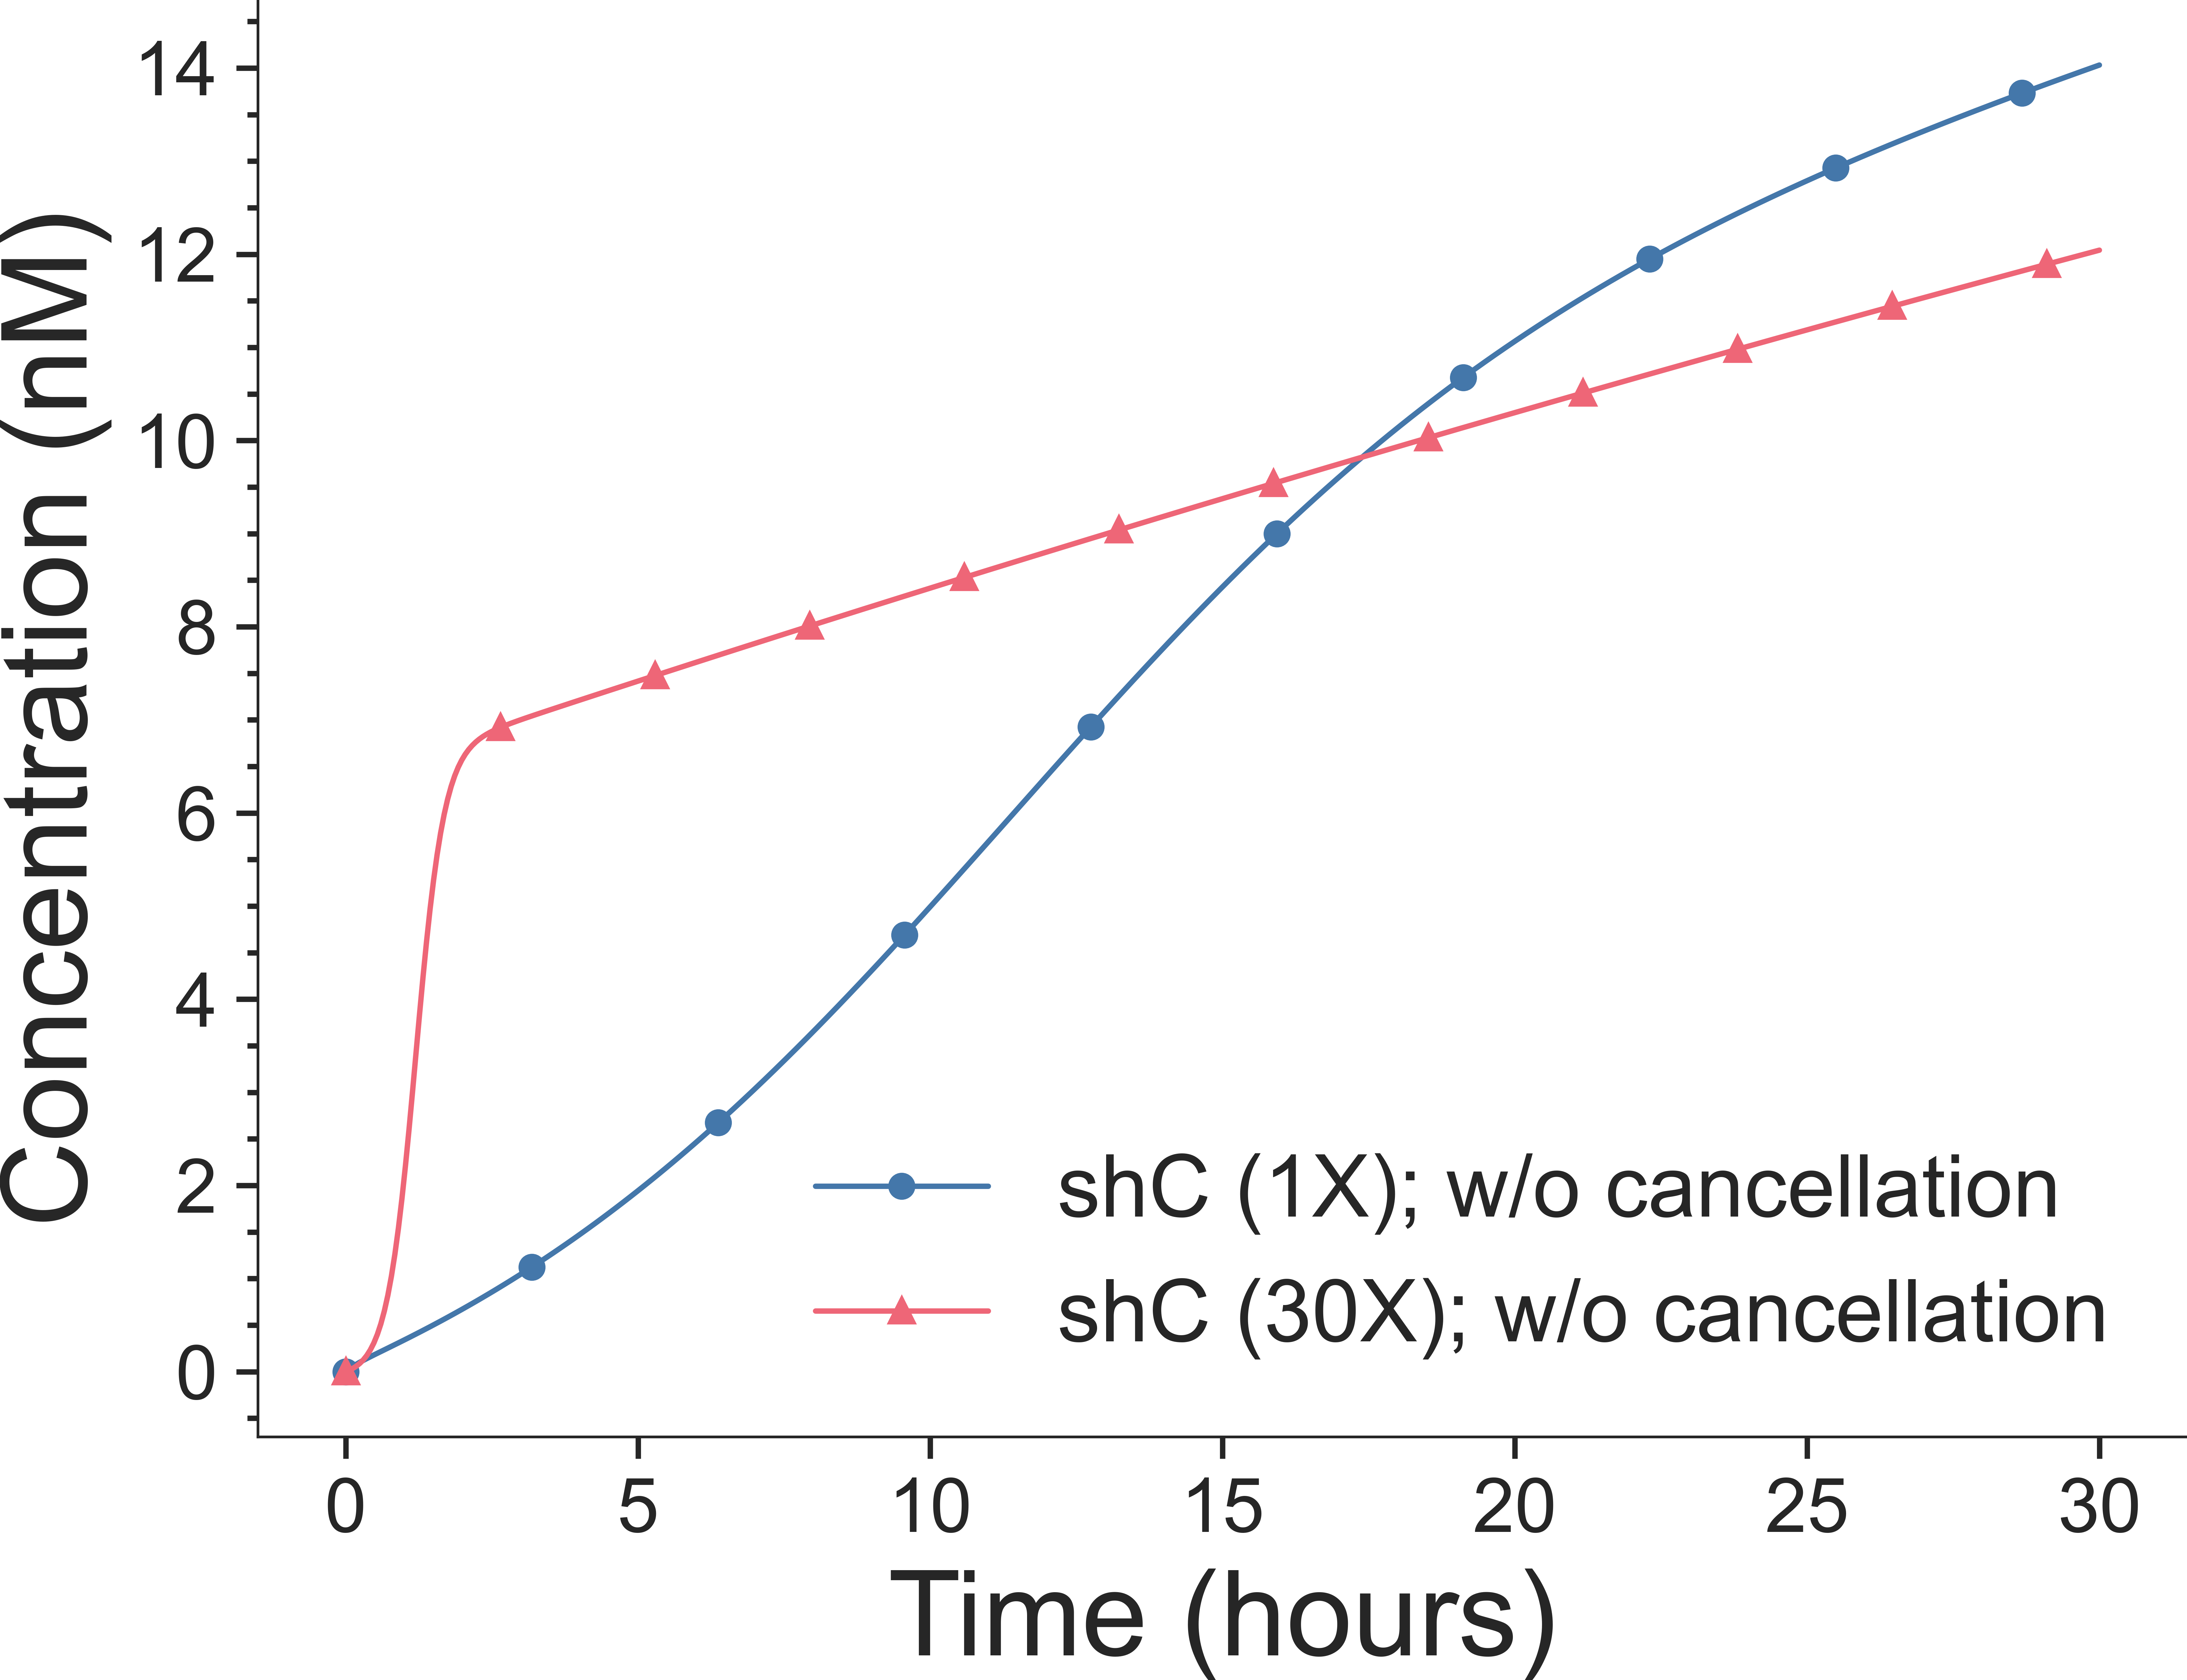 Concentration (nM)
14
12
10
8
6
4
2
0
shC (1X); w/o cancellation
shC (30X); w/o cancellation
0 5 10 15 20 25 30
Time (hours)